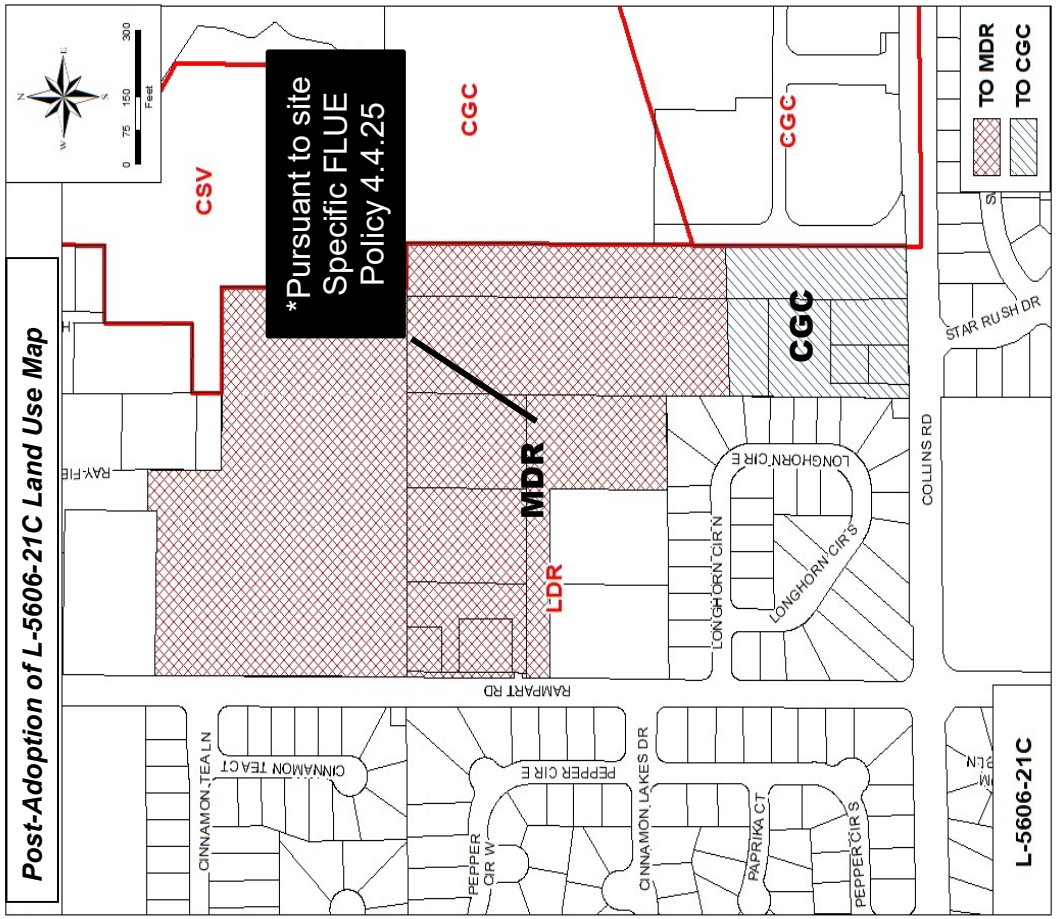 Post-Adoption of L-5606-21C Land Use Map
N
W
E
S
0
75
150
300
Feet
CSV
*Pursuant to site
Specific FLUE
Policy 4.4.25
CGC
CGC
CGC
MDR
LDR
RAY-FIE
H
RAMPART RD
CINNAMON TEA LN
CINNAMON TEA CT
PEPPER
CIR W
PEPPER CIR E
CINNAMON LAKES DR
PAPRIKA CT
PEPPER CIR S
LONGHORN CIR N
LONGHORN CIR E
LONGHORN CIR S
COLLINS RD
STAR RUSH DR
TO MDR
TO CGC
L-5606-21C